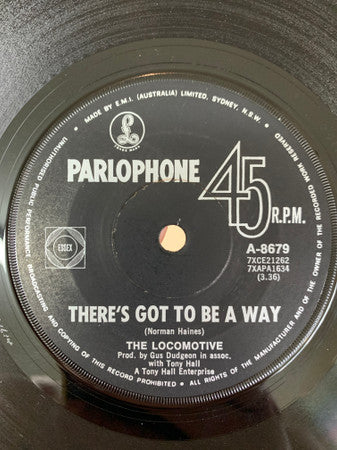 MADE BY E.M.I. (AUSTRALIA) LIMITED, SYDNEY, N.S.W.
TRADE MARK
PARLOPHONE
45
R.P.M.
A-8679
7XCE21262
7XAPA1634
(3.36)
ESSEX
THERE'S GOT TO BE A WAY
(Norman Haines)
THE LOCOMOTIVE
Prod. by Gus Dudgeon in assoc.
with Tony Hall
A Tony Hall Enterprise
UNAUTHORISED PUBLIC PERFORMANCE, BROADCASTING AND COPYING OF THIS RECORD PROHIBITED • ALL RIGHTS OF THE MANUFACTURER AND OF THE OWNER OF THE RECORDED WORK RESERVED